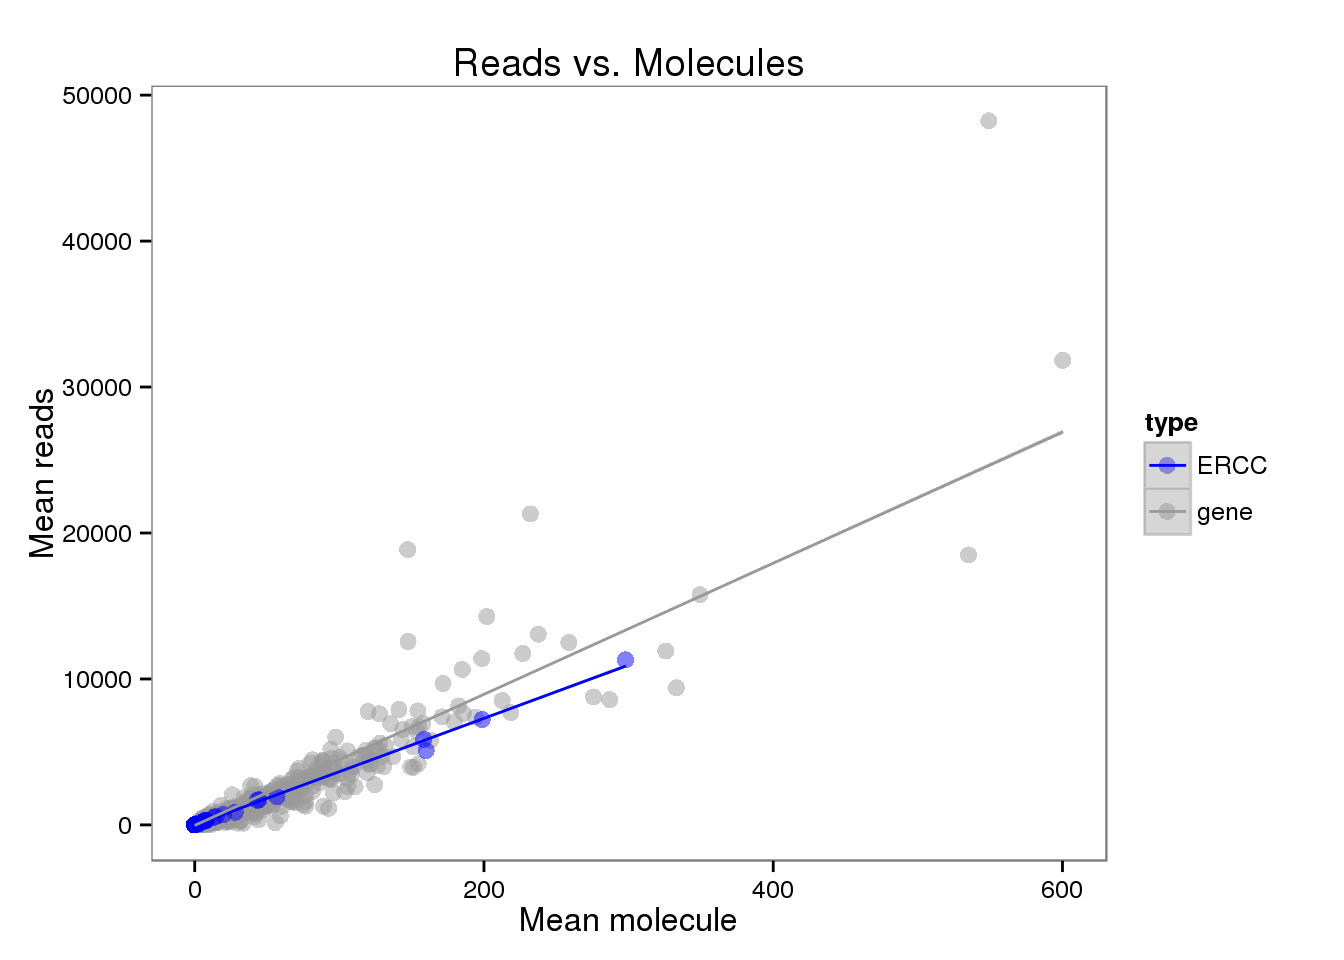 Reads vs. Molecules
50000
40000
30000
20000
10000
0
Mean reads
0 200 400 600
Mean molecule
type
ERCC
gene